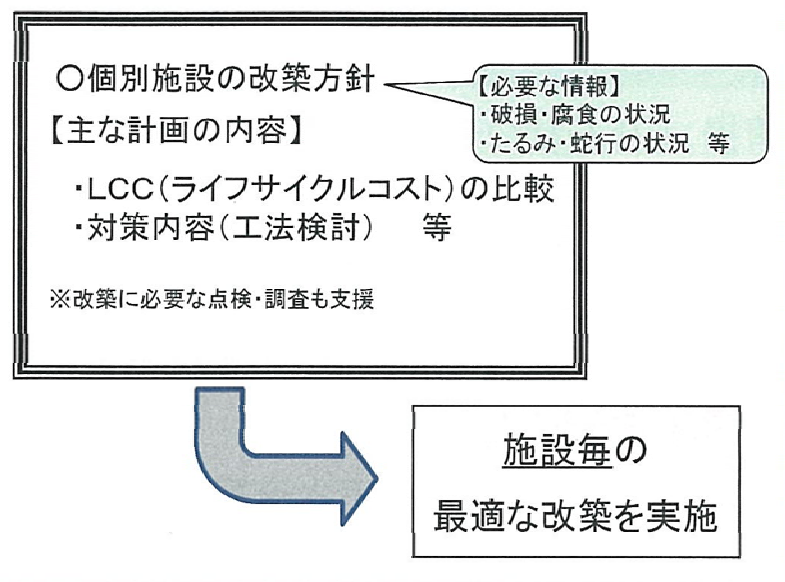 〇個別施設の改築方針
【必要な情報】
・破損・腐食の状況
・たるみ・蛇行の状況　等
【主な計画の内容】
・LCC(ライフサイクルコスト)の比較
・対策内容(工法検討)　　等
※改築に必要な点検・調査も支援
施設毎の
最適な改築を実施